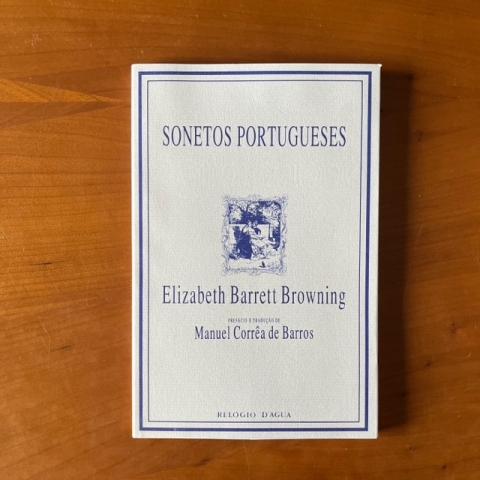 SONETOS PORTUGUESES
Elizabeth Barrett Browning
PREFÁCIO E TRADUÇÃO DE
Manuel Corrêa de Barros
RELÓGIO D'ÁGUA